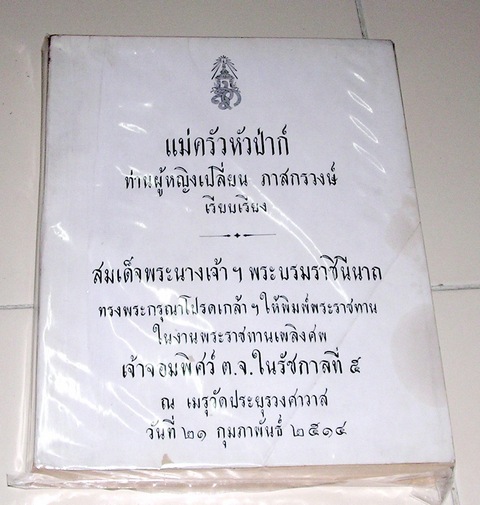 แม่ครัวหัวป่าก์
ท่านผู้หญิงเปลี่ยน ภาสกรวงษ์
เรียบเรียง
สมเด็จพระนางเจ้า ฯ พระบรมราชินีนาถ
ทรงพระกรุณาโปรดเกล้า ฯ ให้พิมพ์พระราชทาน
ในงานพระราชทานเพลิงศพ
เจ้าจอมพิศว์ ต.จ. ในรัชกาลที่ ๕
ณ เมรุวัดประยุรวงศาวาส
วันที่ ๒๑ กุมภาพันธ์ ๒๕๑๔